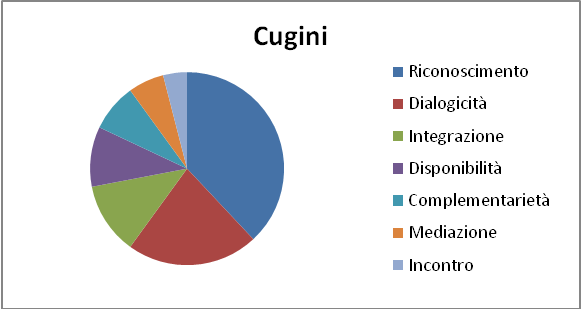 Cugini
Riconoscimento
Dialogicità
Integrazione
Disponibilità
Complementarietà
Mediazione
Incontro